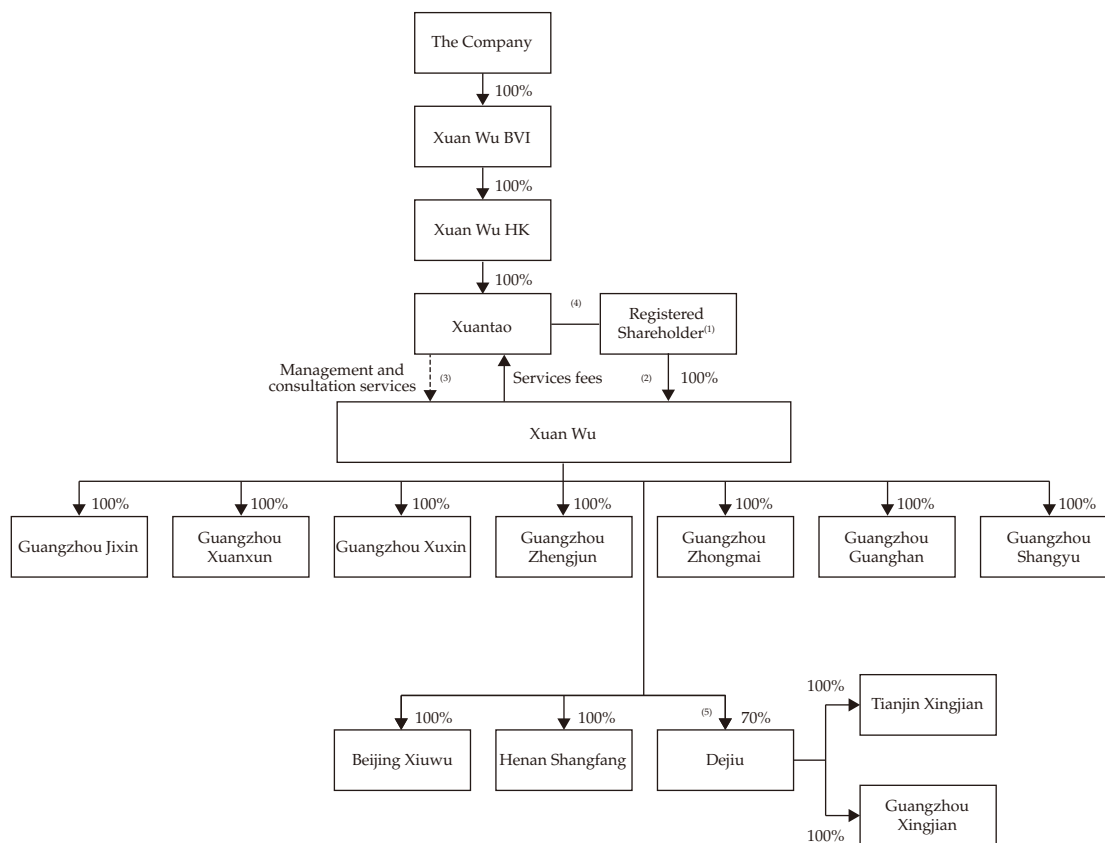 The Company
100%
Xuan Wu BVI
100%
Xuan Wu HK
100%
Xuantao
(4)
Registered
Shareholder(1)
Management and
consultation services
(3)
Services fees
(2)
100%
Xuan Wu
100%
100%
100%
100%
100%
100%
100%
Guangzhou Jixin
Guangzhou
Xuanxun
Guangzhou Xuxin
Guangzhou
Zhengjun
Guangzhou
Zhongmai
Guangzhou
Guanghan
Guangzhou
Shangyu
100%
100%
(5)
70%
Beijing Xiuwu
Henan Shangfang
Dejiu
100%
Tianjin Xingjian
100%
Guangzhou
Xingjian